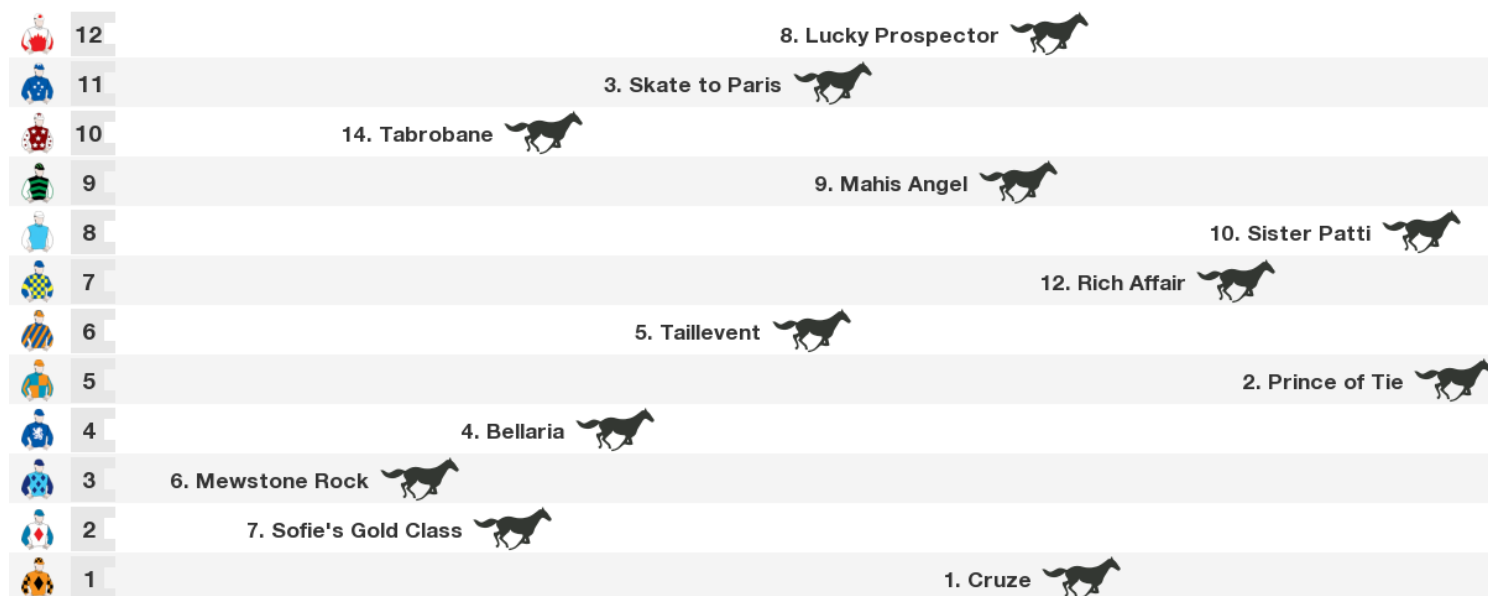 12 8. Lucky Prospector
11 3. Skate to Paris
10 14. Tabrobane
9 9. Mahis Angel
8 10. Sister Patti
7 12. Rich Affair
6 5. Taillevent
5 2. Prince of Tie
4 4. Bellaria
3 6. Mewstone Rock
2 7. Sofie's Gold Class
1 1. Cruze